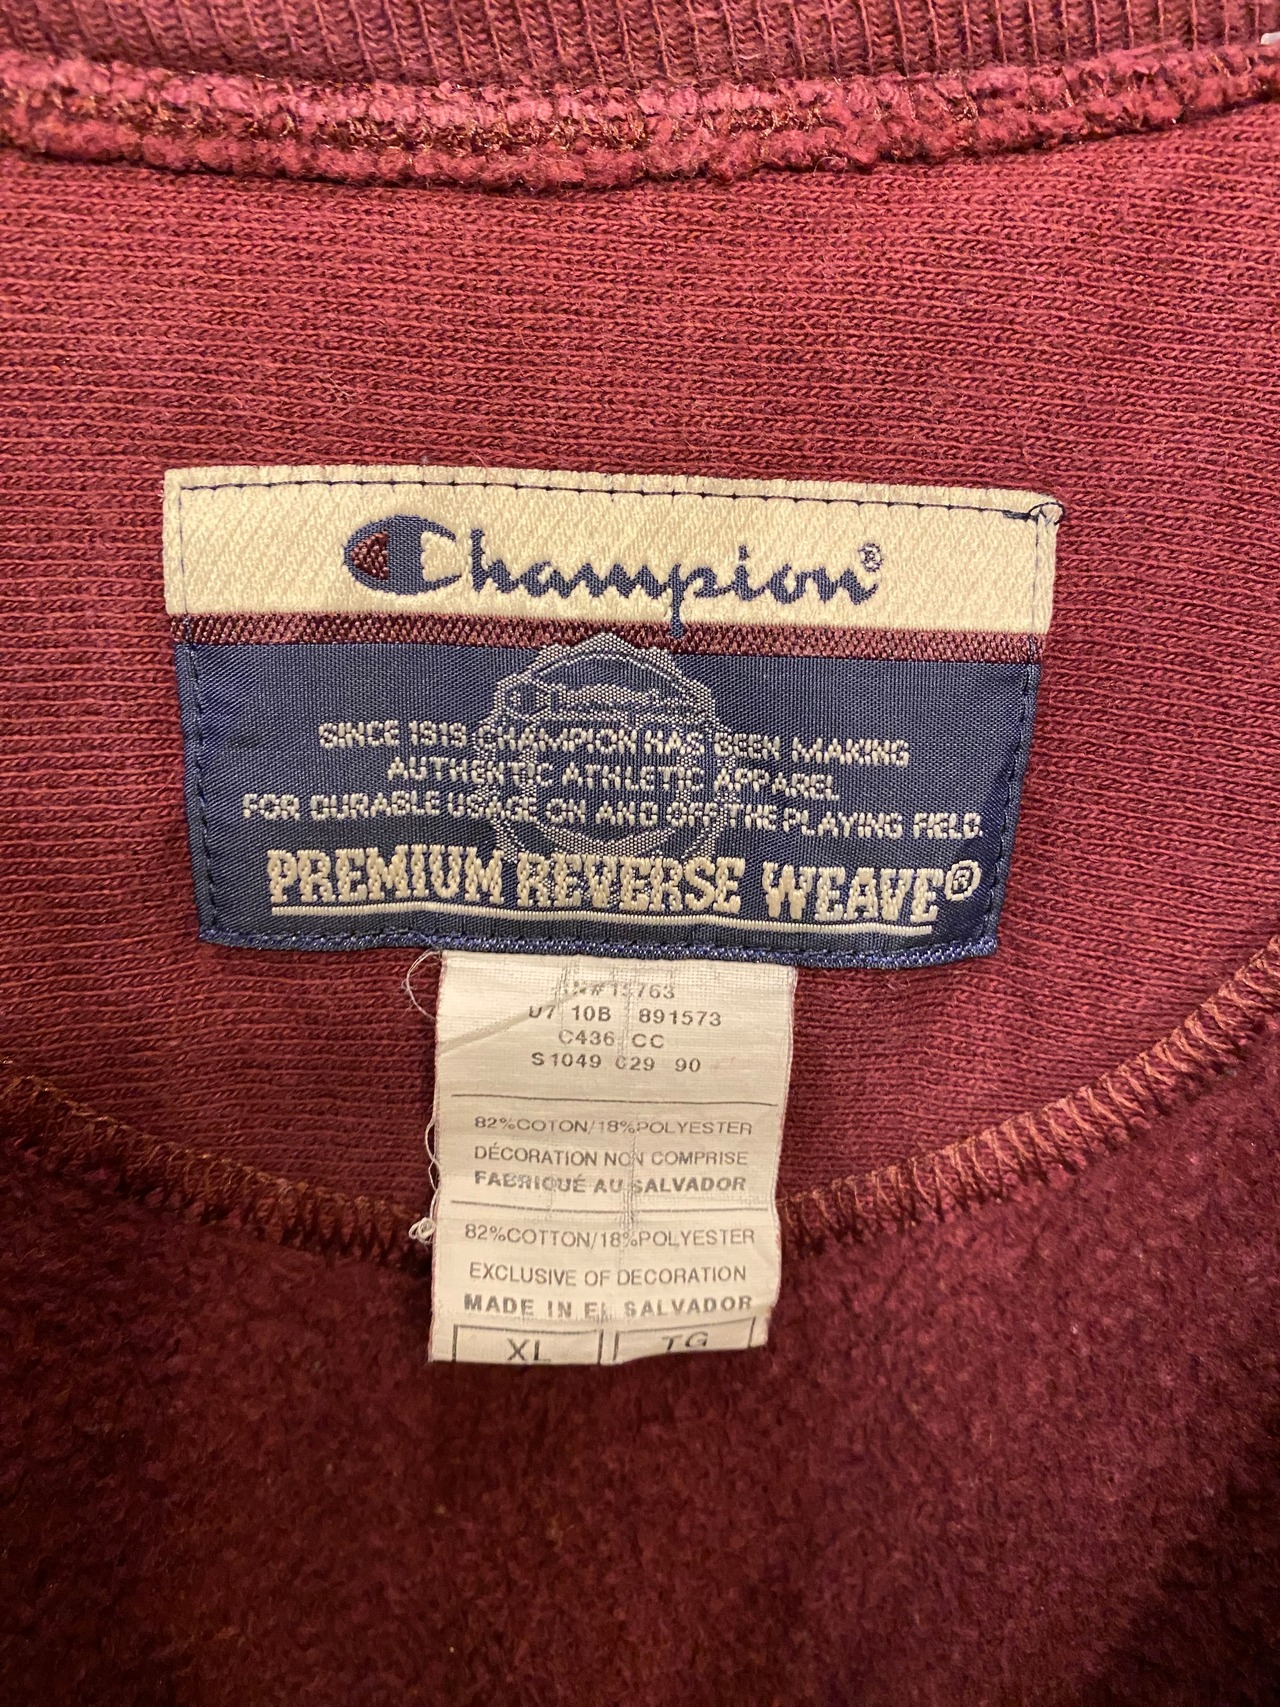 Champion®
SINCE 1919 CHAMPION HAS BEEN MAKING
AUTHENTIC ATHLETIC APPAREL
FOR DURABLE USAGE ON AND OFF THE PLAYING FIELD.
PREMIUM REVERSE WEAVE®
U7 10B 891573
C436 CC
S1049 C29 90
82%COTON/18%POLYESTER
DÉCORATION NON COMPRISE
FABRIQUÉ AU SALVADOR
82%COTTON/18%POLYESTER
EXCLUSIVE OF DECORATION
MADE IN EL SALVADOR
XL TG